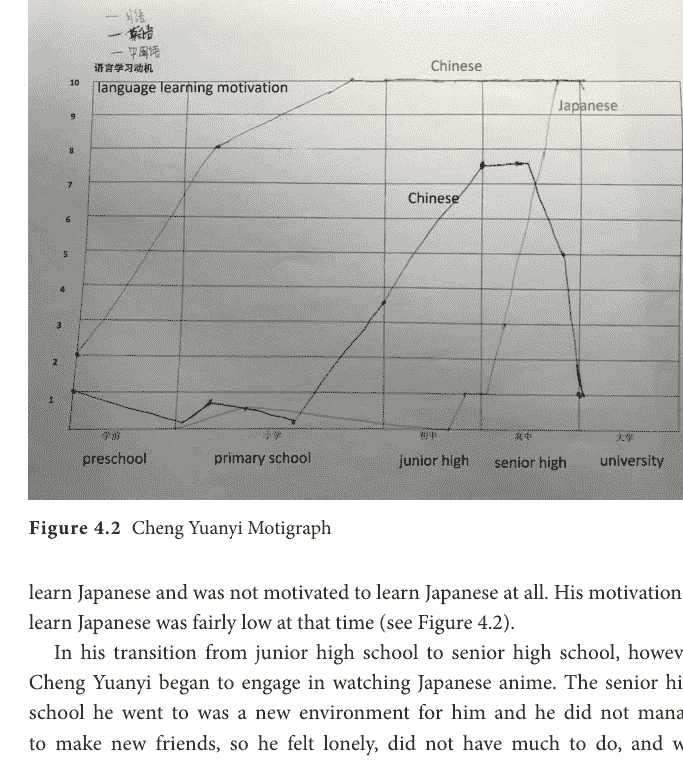 日语
英语
中国语
语言学习动机
Chinese
10
language learning motivation
Japanese
9
8
7
Chinese
6
5
4
3
2
1
学前 小学 初中 高中 大学
preschool primary school junior high senior high university
Figure 4.2 Cheng Yuanyi Motigraph
learn Japanese and was not motivated to learn Japanese at all. His motivation
learn Japanese was fairly low at that time (see Figure 4.2).
In his transition from junior high school to senior high school, howev
Cheng Yuanyi began to engage in watching Japanese anime. The senior hi
school he went to was a new environment for him and he did not mana
to make new friends, so he felt lonely, did not have much to do, and w